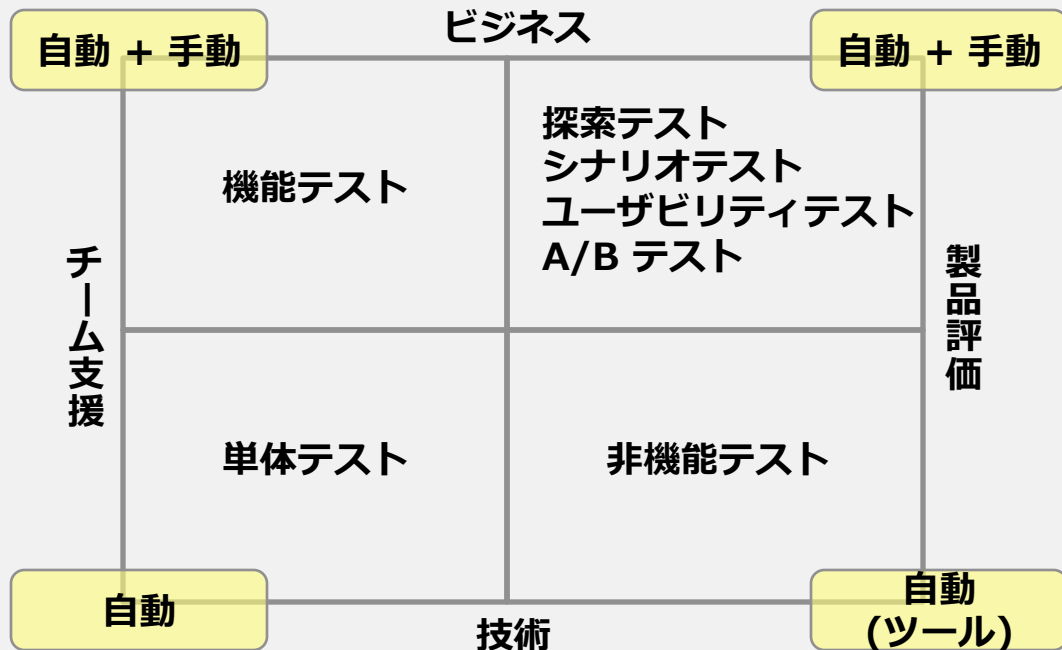 ビジネス
自動 + 手動
自動 + 手動
機能テスト
探索テスト
シナリオテスト
ユーザビリティテスト
A/B テスト
チーム支援
製品評価
単体テスト
非機能テスト
自動
自動
(ツール)
技術